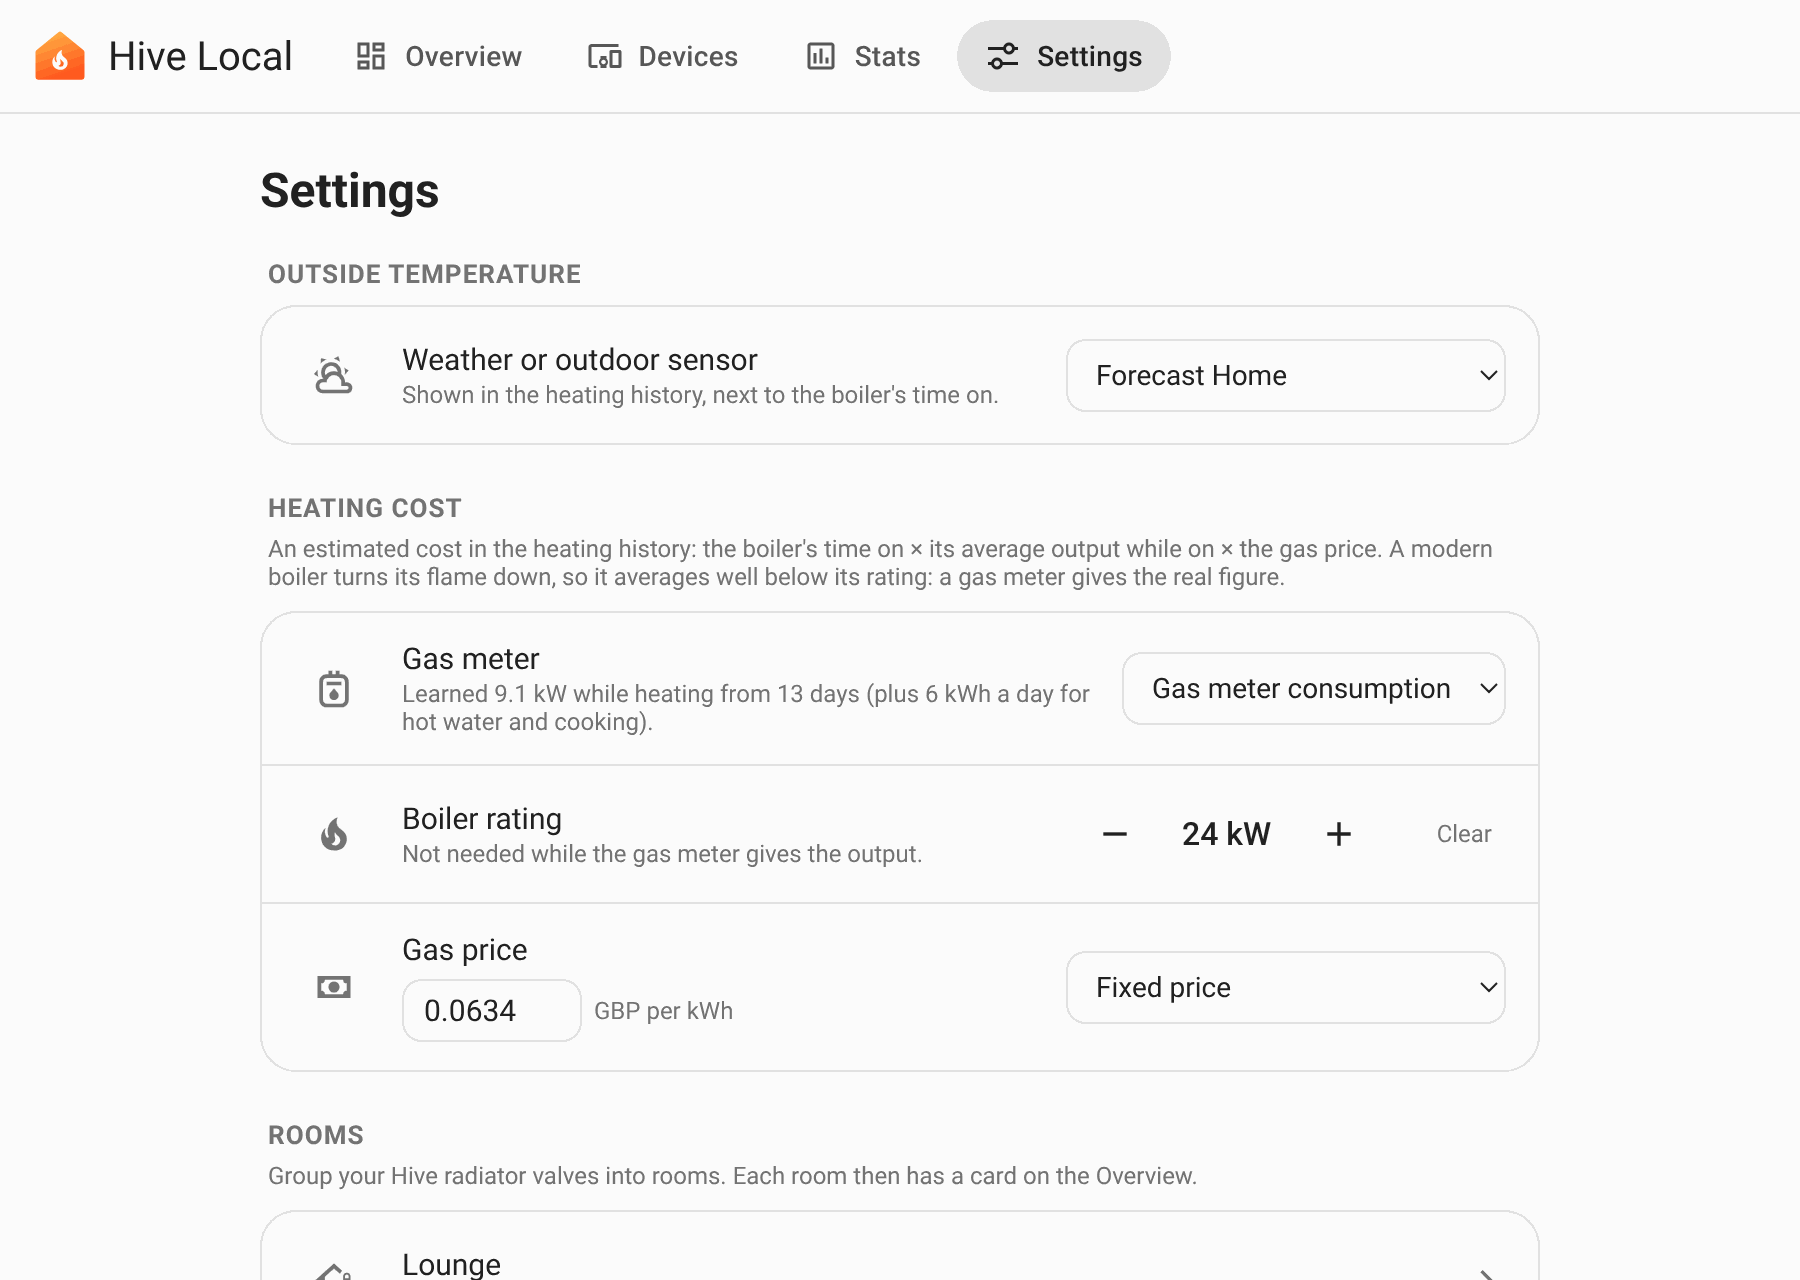 Hive Local
Overview
Devices
Stats
Settings
Settings
OUTSIDE TEMPERATURE
Weather or outdoor sensor
Shown in the heating history, next to the boiler's time on.
Forecast Home
HEATING COST
An estimated cost in the heating history: the boiler's time on × its average output while on × the gas price. A modern
boiler turns its flame down, so it averages well below its rating: a gas meter gives the real figure.
Gas meter
Learned 9.1 kW while heating from 13 days (plus 6 kWh a day for
hot water and cooking).
Gas meter consumption
Boiler rating
Not needed while the gas meter gives the output.
− 24 kW +
Clear
Gas price
0.0634 GBP per kWh
Fixed price
ROOMS
Group your Hive radiator valves into rooms. Each room then has a card on the Overview.
Lounge